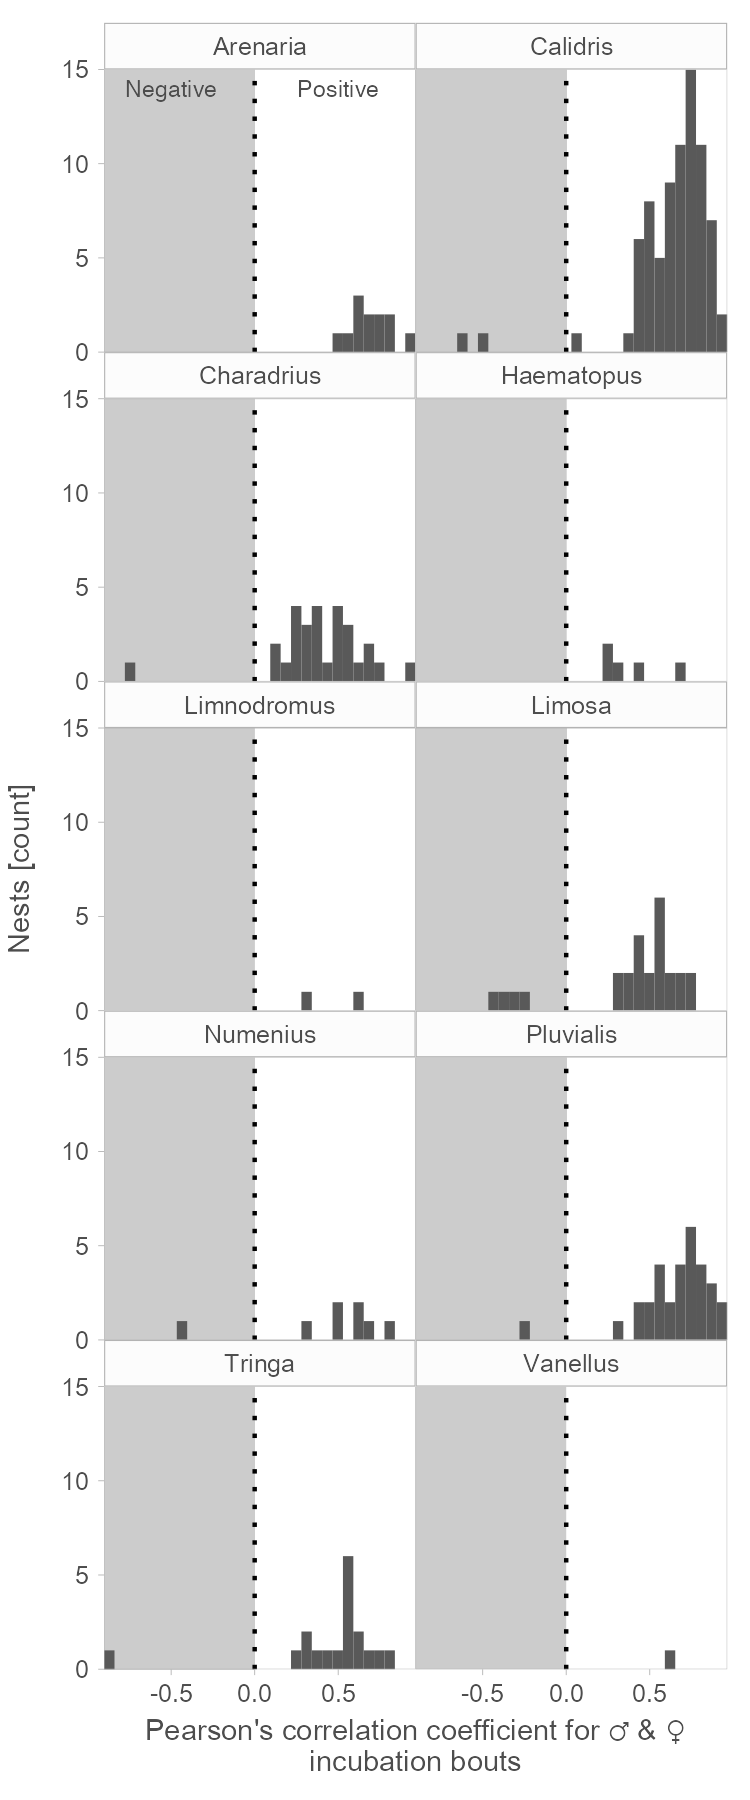 Arenaria Calidris
15 Negative Positive
10
5
0
Charadrius Haematopus
15
10
5
0
Limnodromus Limosa
15
10
5
0
Numenius Pluvialis
15
10
5
0
Tringa Vanellus
15
10
5
0
-0.5 0.0 0.5 -0.5 0.0 0.5
Nests [count]
Pearson's correlation coefficient for ♂ & ♀
incubation bouts